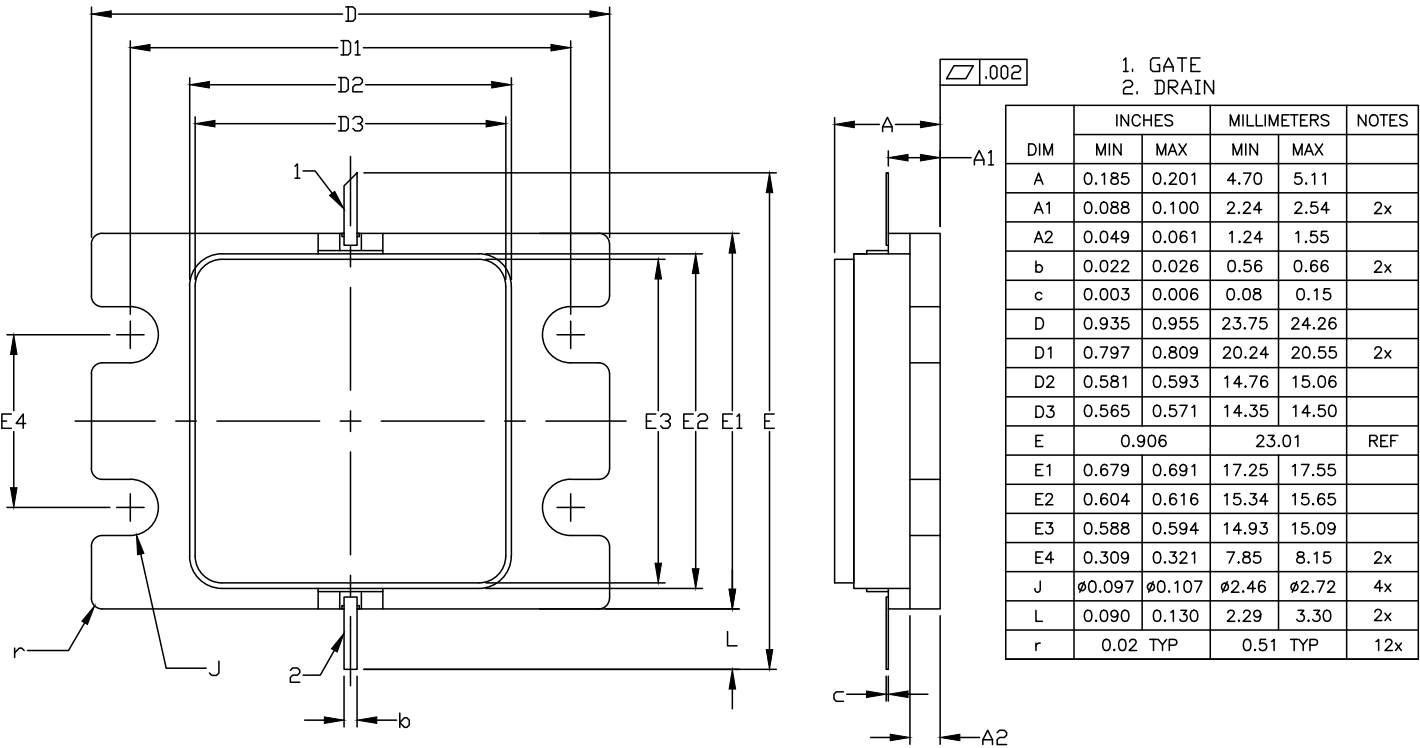 D
D1
D2
D3
1
E4
E3 E2 E1 E
r
J
2
b
L
.002
A
A1
c
A2
1. GATE
2. DRAIN
INCHES MILLIMETERS NOTES
DIM MIN MAX MIN MAX
A 0.185 0.201 4.70 5.11
A1 0.088 0.100 2.24 2.54 2x
A2 0.049 0.061 1.24 1.55
b 0.022 0.026 0.56 0.66 2x
c 0.003 0.006 0.08 0.15
D 0.935 0.955 23.75 24.26
D1 0.797 0.809 20.24 20.55 2x
D2 0.581 0.593 14.76 15.06
D3 0.565 0.571 14.35 14.50
E 0.906 23.01 REF
E1 0.679 0.691 17.25 17.55
E2 0.604 0.616 15.34 15.65
E3 0.588 0.594 14.93 15.09
E4 0.309 0.321 7.85 8.15 2x
J ø0.097 ø0.107 ø2.46 ø2.72 4x
L 0.090 0.130 2.29 3.30 2x
r 0.02 TYP 0.51 TYP 12x